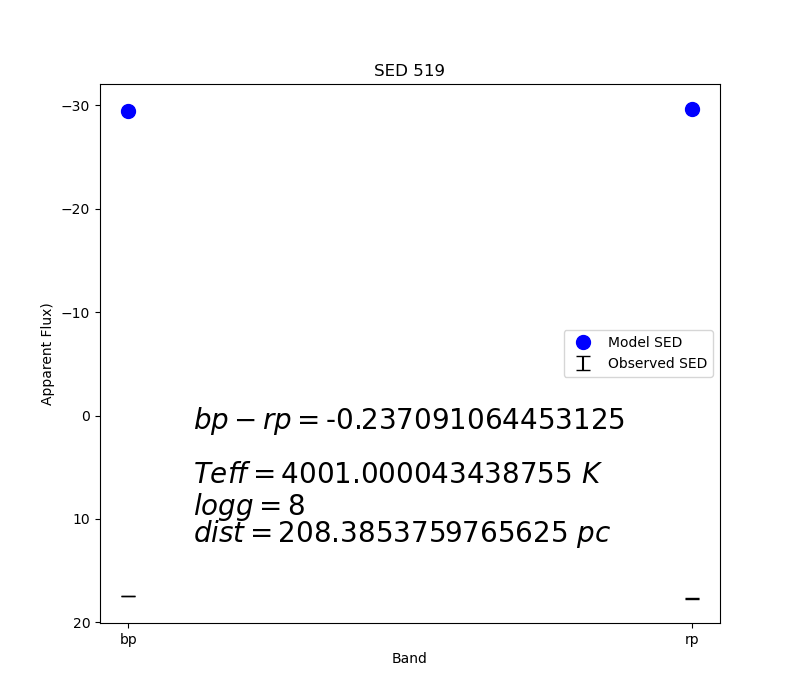 SED 519
−30
−20
−10
0
10
20
Apparent Flux)
Model SED
Observed SED
bp − rp = -0.237091064453125
Teff = 4001.000043438755 K
logg = 8
dist = 208.3853759765625 pc
bp
rp
Band